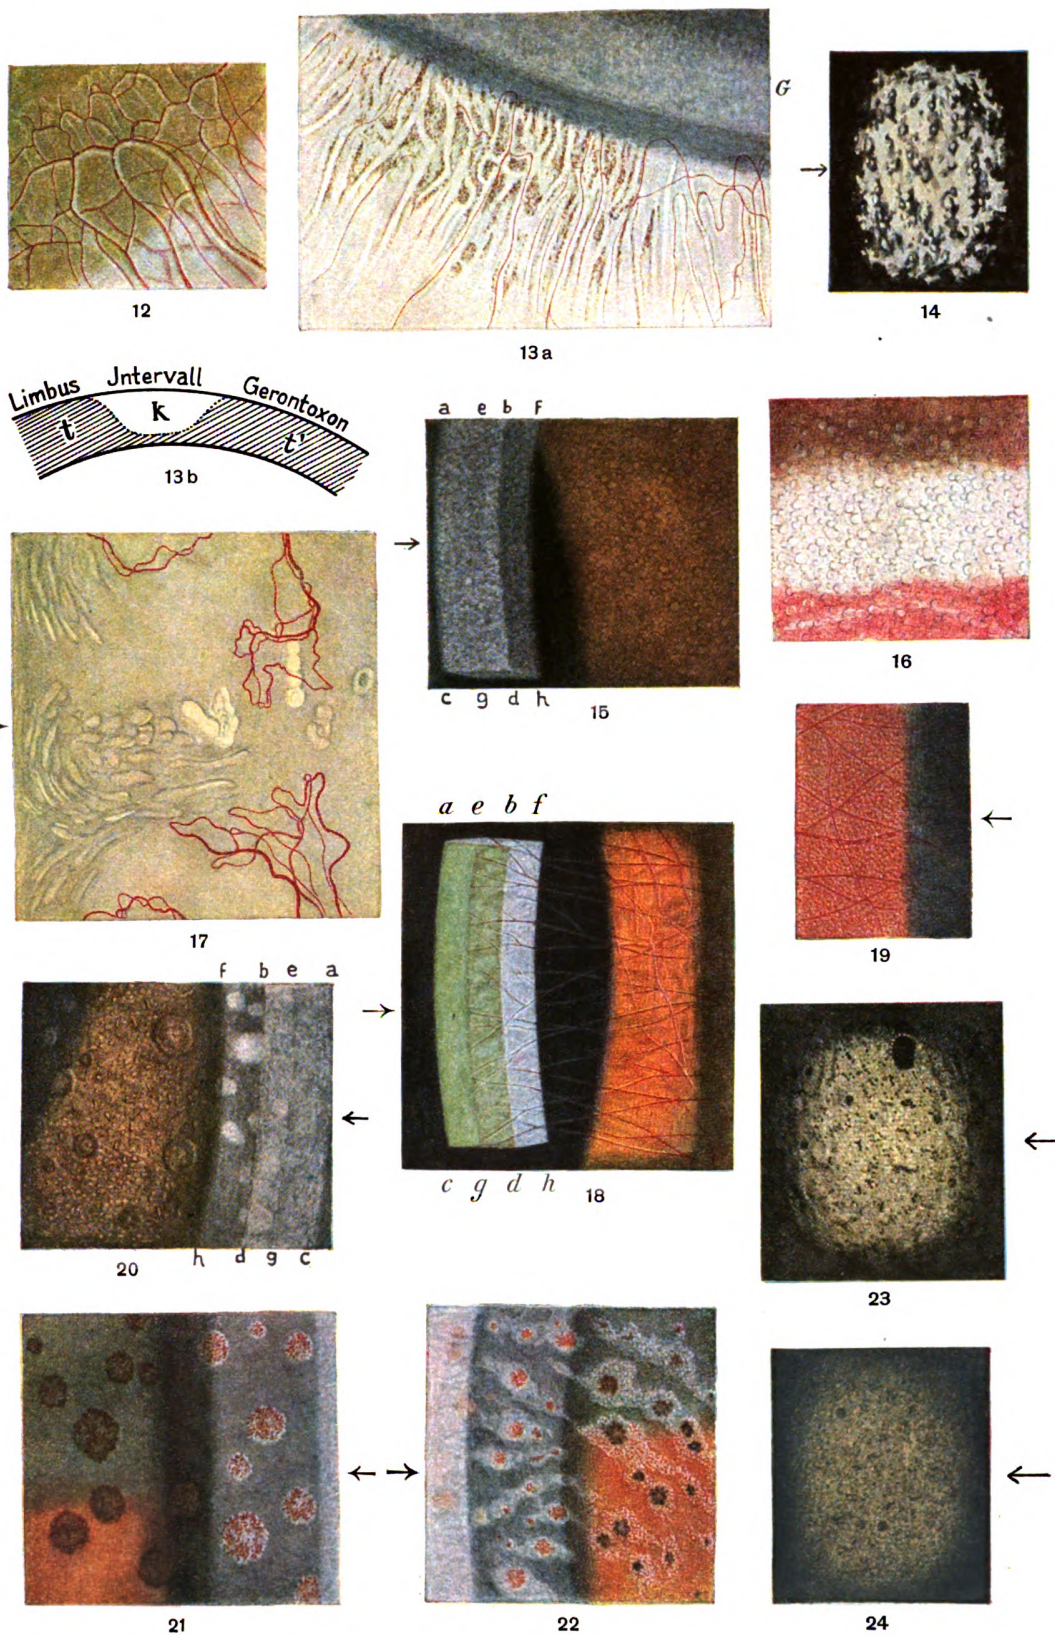 G
12
13a
14
Limbus Jntervall Gerontoxon
t k t'
13b
a e b f
c g d h
15
16
17
a e b f
c g d h
18
19
f b e a
h d g c
20
21
22
23
24